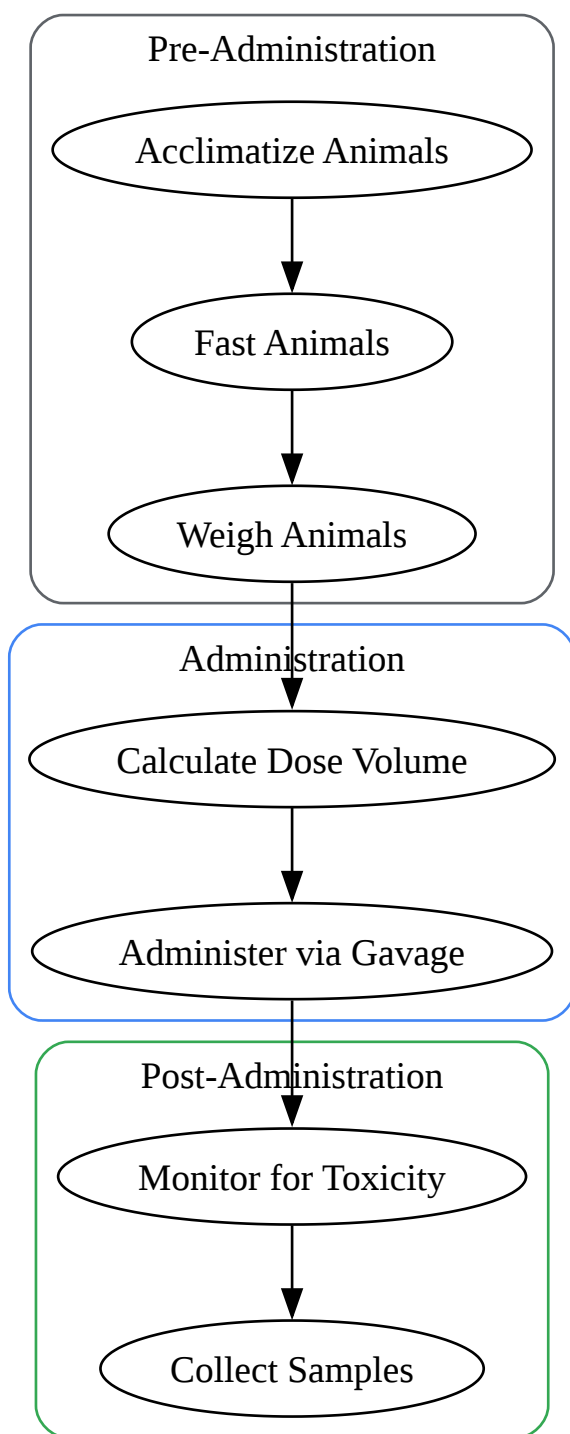 Pre-Administration
Acclimatize Animals
Fast Animals
Weigh Animals
Administration
Calculate Dose Volume
Administer via Gavage
Post-Administration
Monitor for Toxicity
Collect Samples